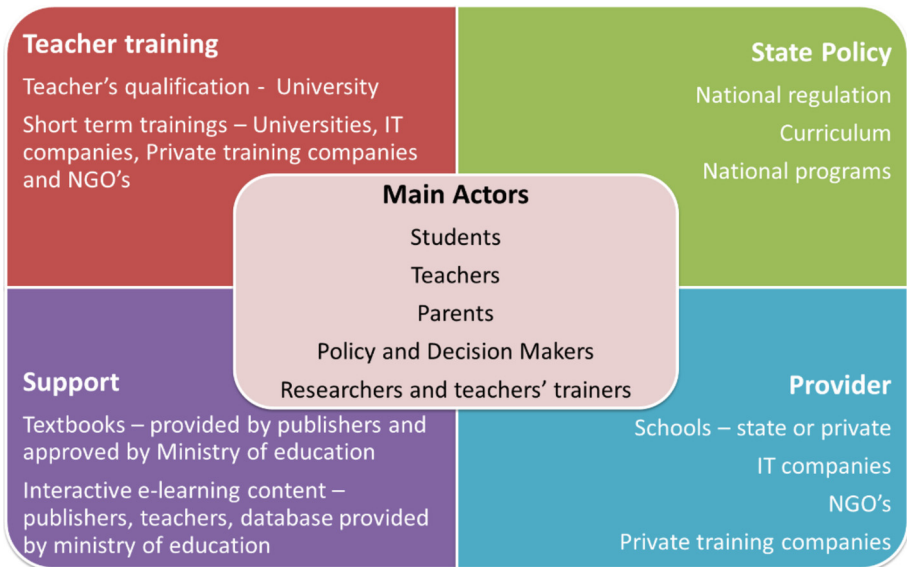 Teacher training
Teacher's qualification - University
Short term trainings – Universities, IT
companies, Private training companies
and NGO's
State Policy
National regulation
Curriculum
National programs
Main Actors
Students
Teachers
Parents
Policy and Decision Makers
Researchers and teachers' trainers
Support
Textbooks – provided by publishers and
approved by Ministry of education
Interactive e-learning content –
publishers, teachers, database provided
by ministry of education
Provider
Schools – state or private
IT companies
NGO's
Private training companies